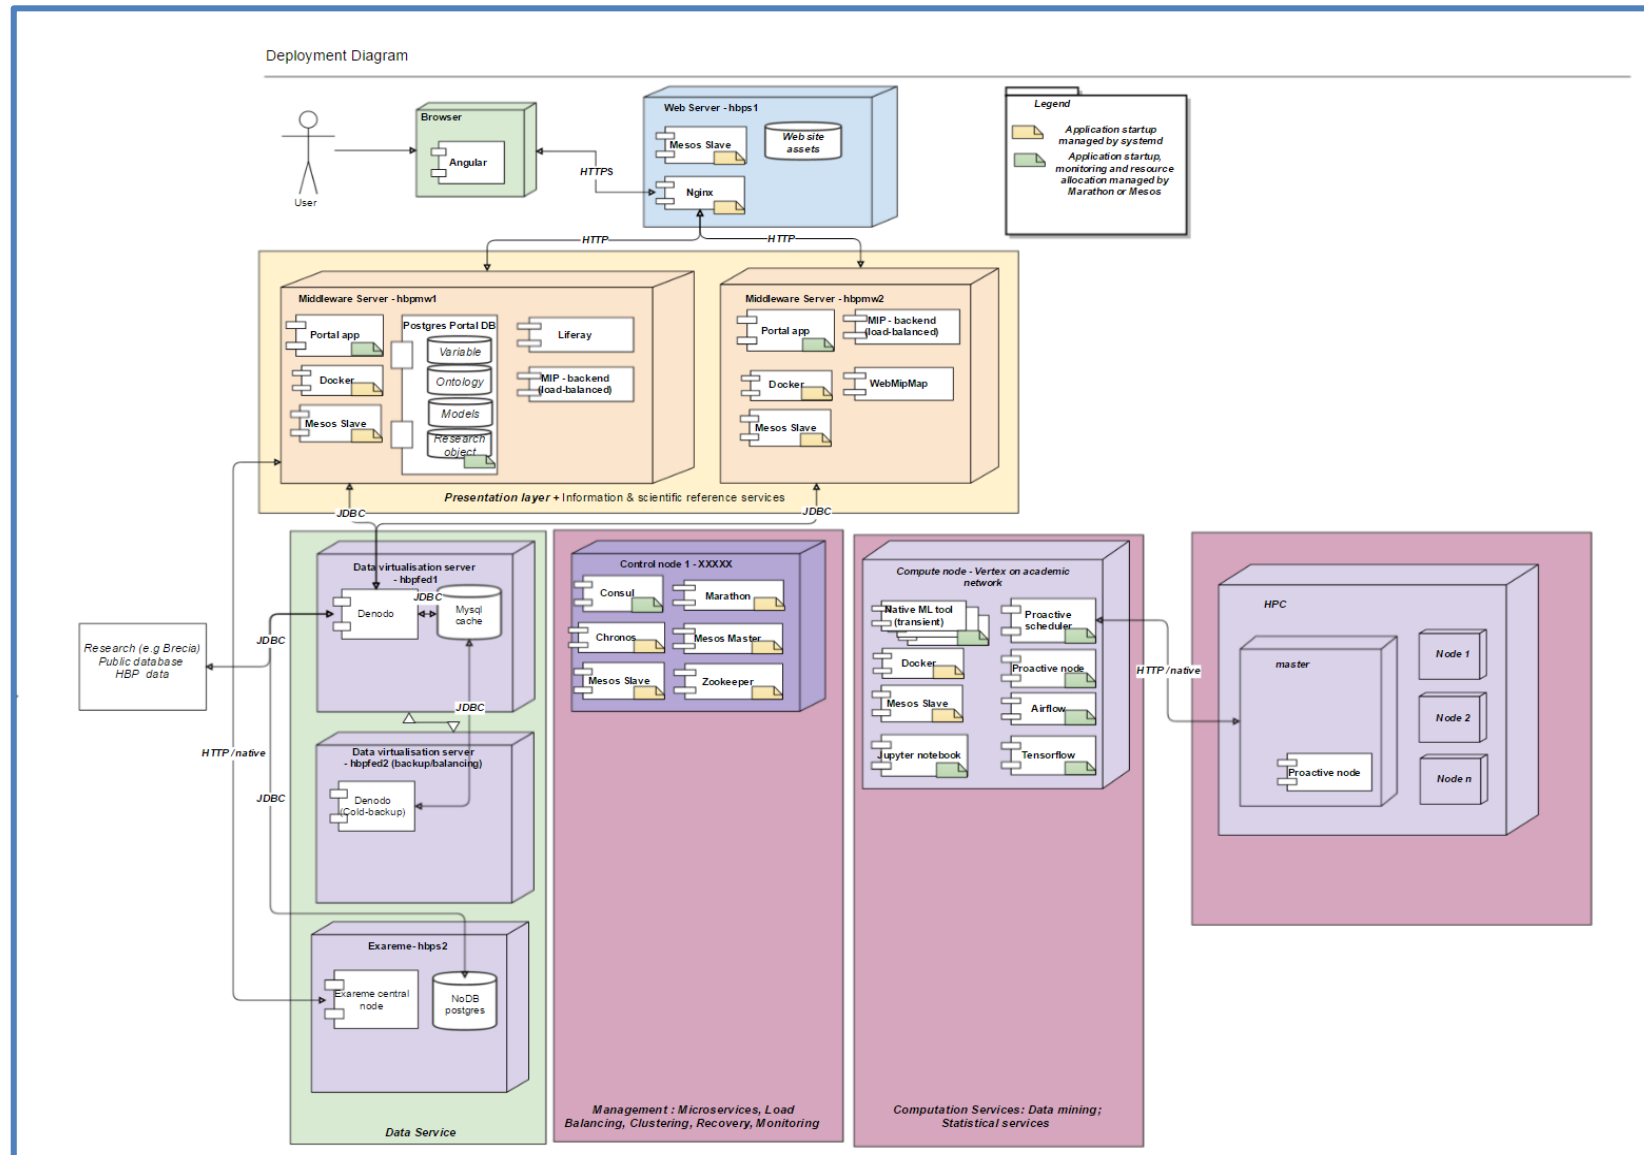 Deployment Diagram
User
Browser
Angular
HTTPS
Web Server - hbps1
Mesos Slave
Web site
assets
Nginx
Legend
Application startup
managed by systemd
Application startup,
monitoring and resource
allocation managed by
Marathon or Mesos
HTTP
HTTP
Middleware Server - hbpmw1
Portal app
Docker
Mesos Slave
Postgres Portal DB
Variable
Ontology
Models
Research
object
Liferay
MIP - backend
(load-balanced)
Middleware Server - hbpmw2
Portal app
Docker
Mesos Slave
MIP - backend
(load-balanced)
WebMipMap
Presentation layer + Information & scientific reference services
JDBC
JDBC
Data virtualisation server
- hbpfed1
Denodo
JDBC
Mysql
cache
JDBC
Data virtualisation server
- hbpfed2 (backup/balancing)
Denodo
(Cold-backup)
Exareme- hbps2
Exareme central
node
NoDB
postgres
Data Service
Research (e.g Brecia)
Public database
HBP data
JDBC
HTTP/native
JDBC
Control node 1 - XXXXX
Consul
Marathon
Chronos
Mesos Master
Mesos Slave
Zookeeper
Management : Microservices, Load
Balancing, Clustering, Recovery, Monitoring
Compute node - Vertex on academic
network
Native ML tool
(transient)
Proactive
scheduler
Docker
Proactive node
Mesos Slave
Airflow
Jupyter notebook
Tensorflow
Computation Services: Data mining;
Statistical services
HTTP/native
HPC
master
Proactive node
Node 1
Node 2
Node n